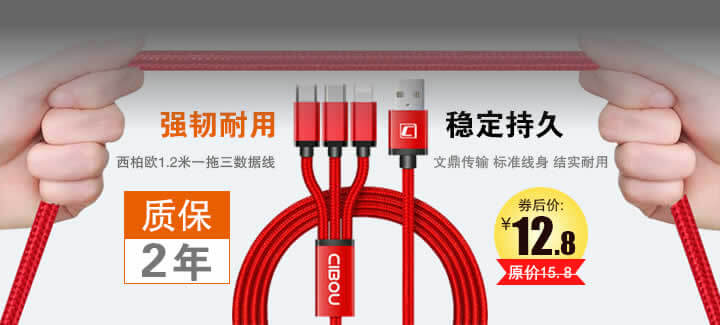 强韧耐用
西柏欧1.2米一拖三数据线
质保
2年
CIBOU
稳定持久
文鼎传输 标准线身 结实耐用
券后价:
¥12.8
原价15.8